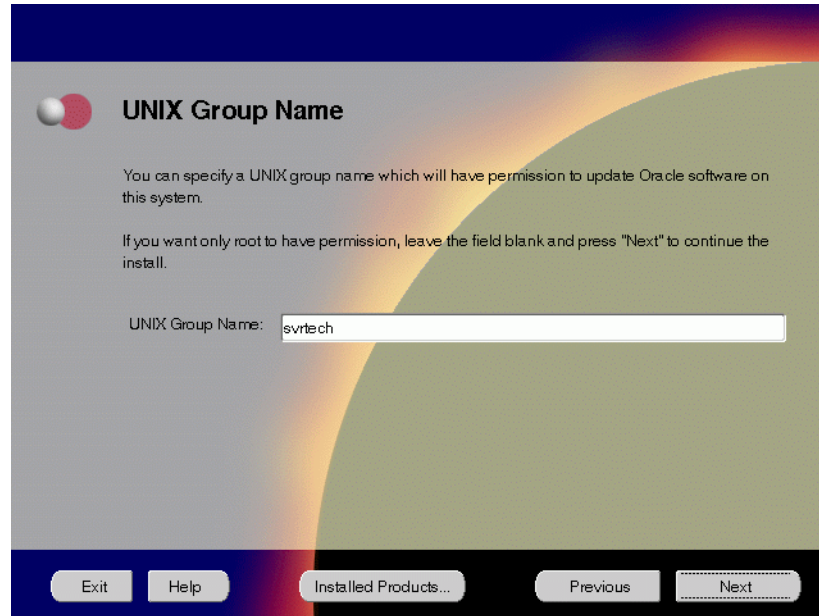 UNIX Group Name
You can specify a UNIX group name which will have permission to update Oracle software on
this system.
If you want only root to have permission, leave the field blank and press "Next" to continue the
install.
UNIX Group Name: svrtech
Exit Help Installed Products... Previous Next